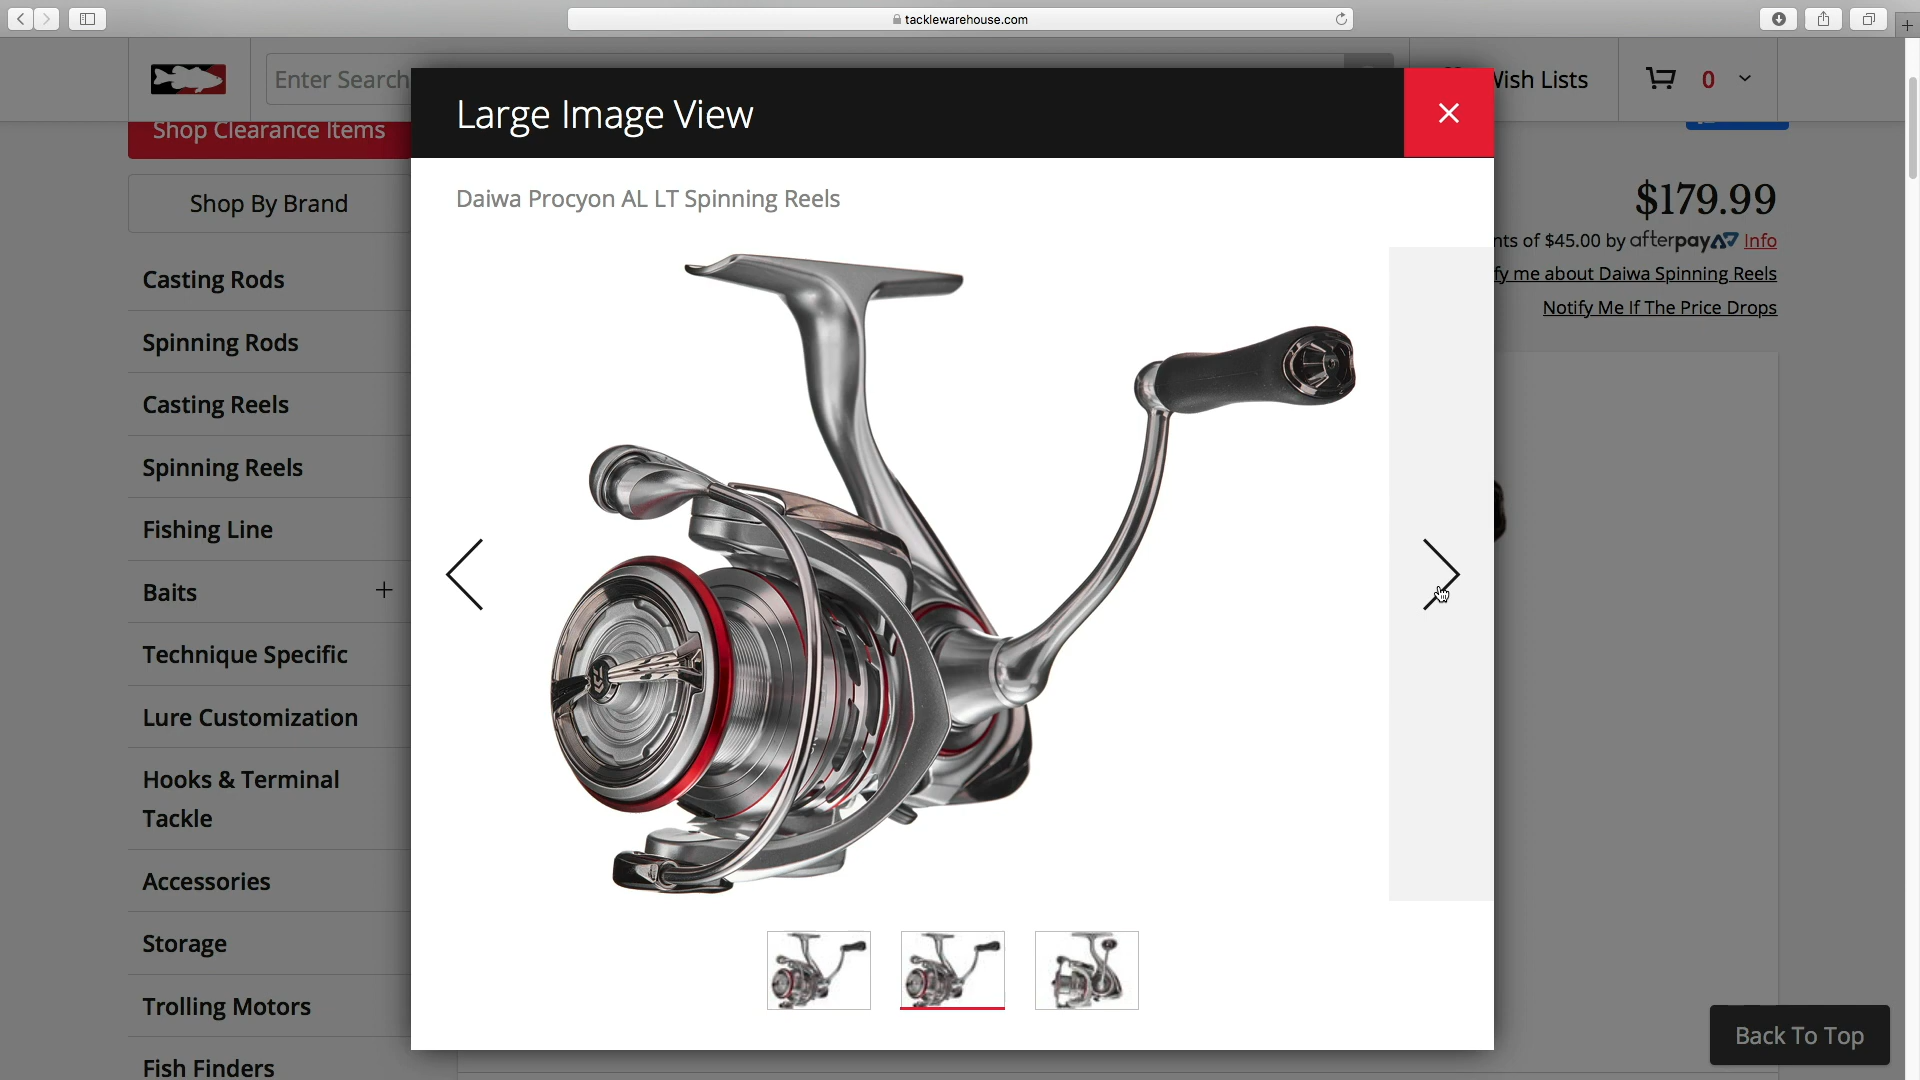 tacklewarehouse.com
Enter Search
Wish Lists
0
Shop Clearance Items
Large Image View
Shop By Brand
Daiwa Procyon AL LT Spinning Reels
$179.99
of $45.00 by afterpay Info
me about Daiwa Spinning Reels
Notify Me If The Price Drops
Casting Rods
Spinning Rods
Casting Reels
Spinning Reels
Fishing Line
Baits +
Technique Specific
Lure Customization
Hooks & Terminal
Tackle
Accessories
Storage
Trolling Motors
Fish Finders
Back To Top